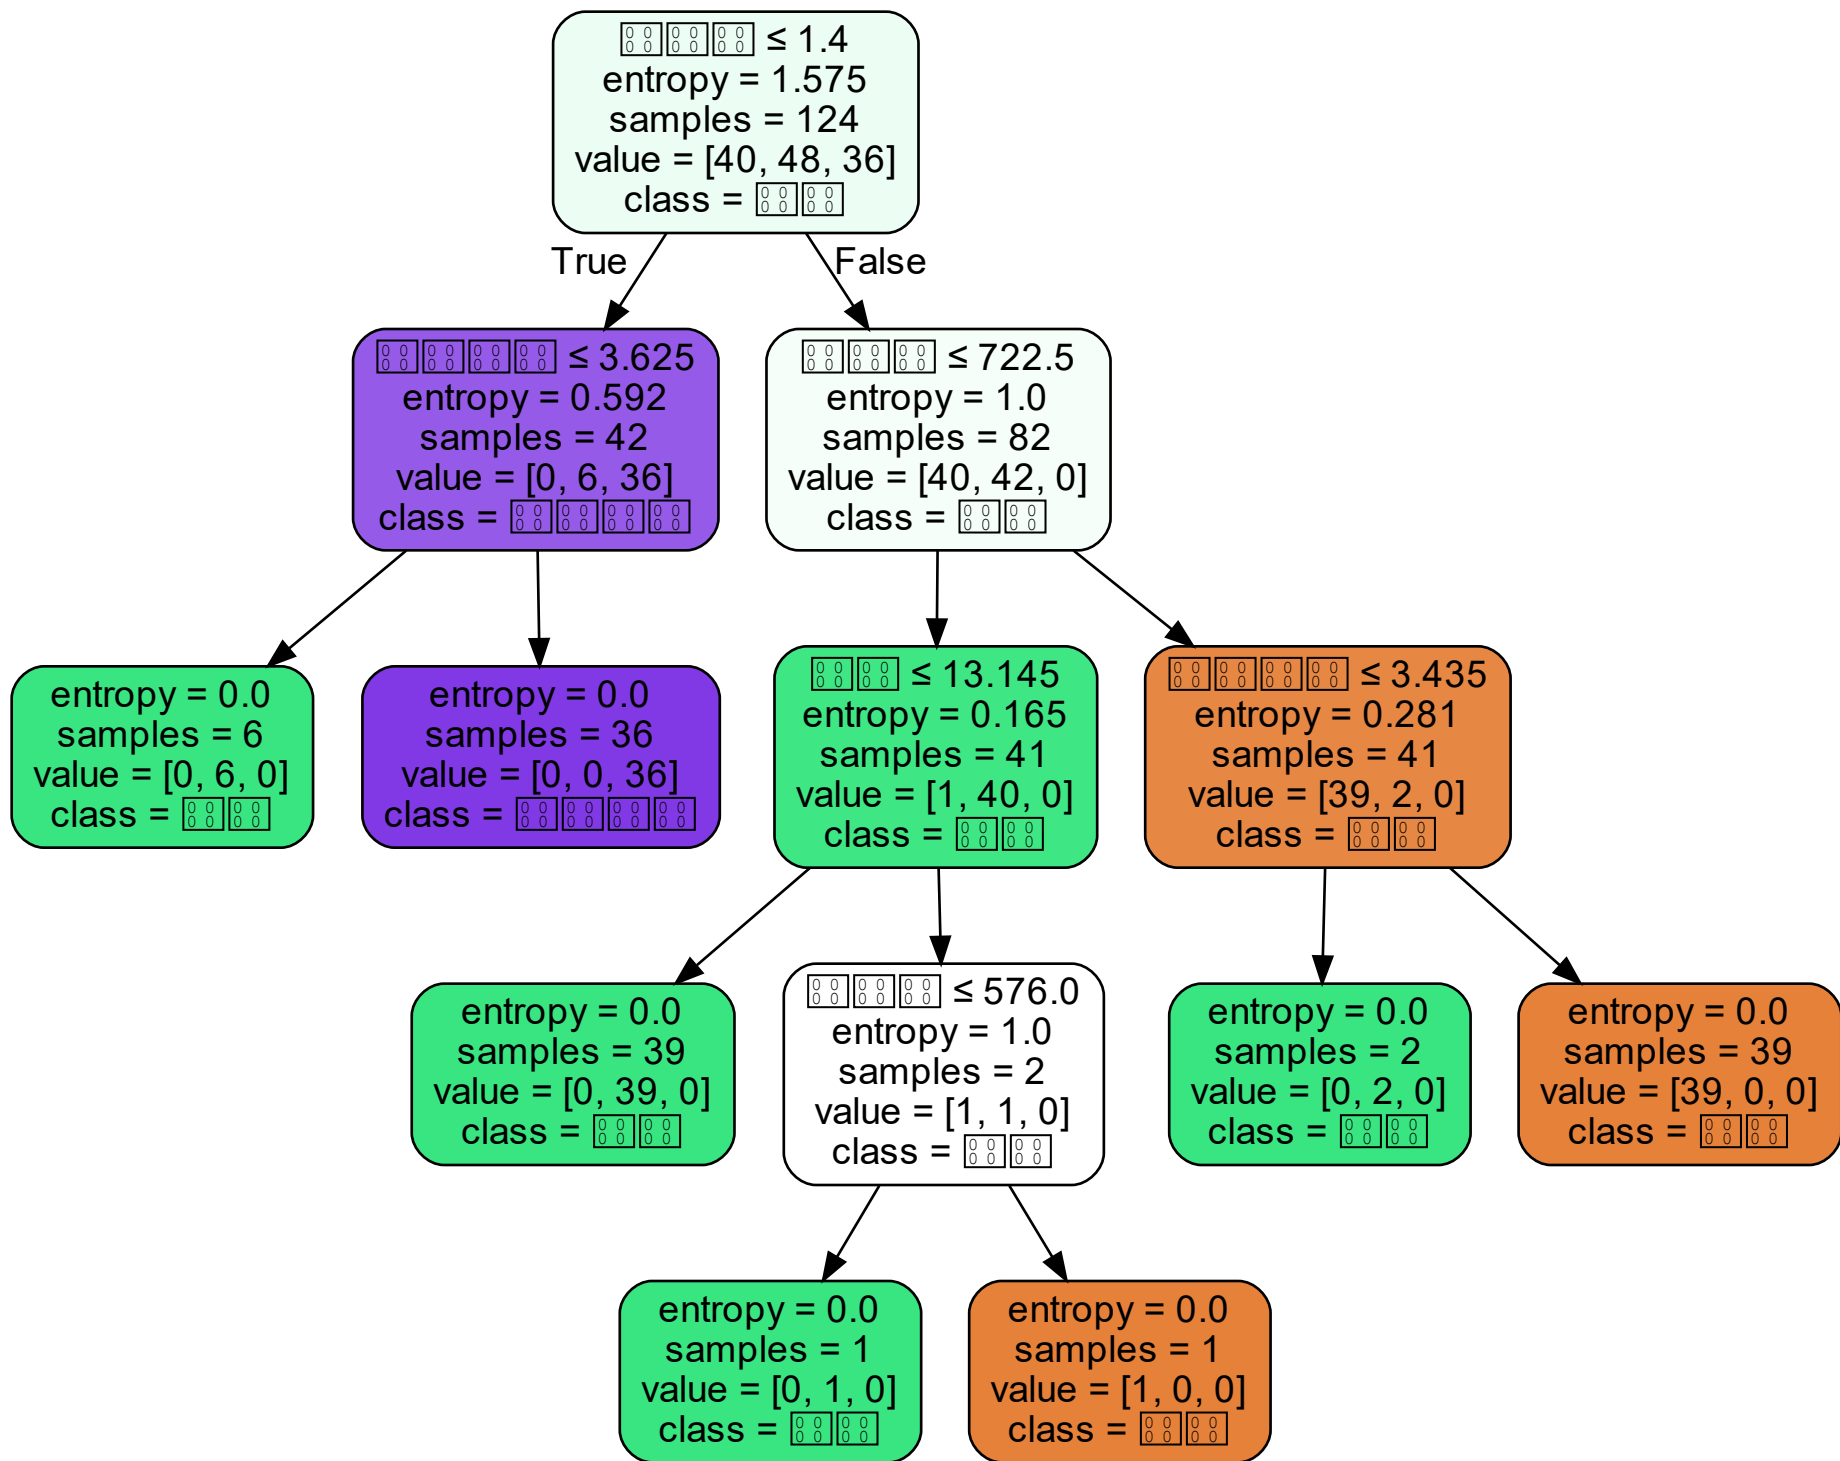 ≤ 1.4
entropy = 1.575
samples = 124
value = [40, 48, 36]
class =
True
False
≤ 3.625
entropy = 0.592
samples = 42
value = [0, 6, 36]
class =
≤ 722.5
entropy = 1.0
samples = 82
value = [40, 42, 0]
class =
entropy = 0.0
samples = 6
value = [0, 6, 0]
class =
entropy = 0.0
samples = 36
value = [0, 0, 36]
class =
≤ 13.145
entropy = 0.165
samples = 41
value = [1, 40, 0]
class =
≤ 3.435
entropy = 0.281
samples = 41
value = [39, 2, 0]
class =
entropy = 0.0
samples = 39
value = [0, 39, 0]
class =
≤ 576.0
entropy = 1.0
samples = 2
value = [1, 1, 0]
class =
entropy = 0.0
samples = 2
value = [0, 2, 0]
class =
entropy = 0.0
samples = 39
value = [39, 0, 0]
class =
entropy = 0.0
samples = 1
value = [0, 1, 0]
class =
entropy = 0.0
samples = 1
value = [1, 0, 0]
class =